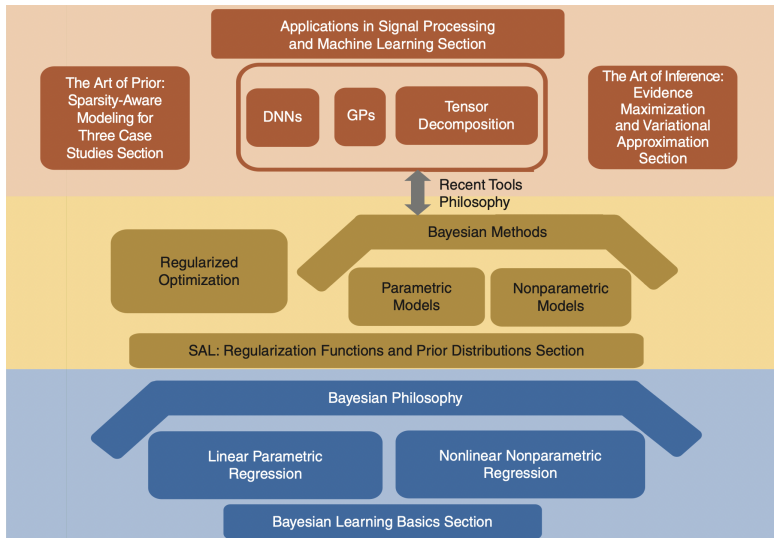 Applications in Signal Processing
and Machine Learning Section
The Art of Prior:
Sparsity-Aware
Modeling for
Three Case
Studies Section
DNNs
GPs
Tensor
Decomposition
The Art of Inference:
Evidence
Maximization
and Variational
Approximation
Section
Recent Tools
Philosophy
Bayesian Methods
Regularized
Optimization
Parametric
Models
Nonparametric
Models
SAL: Regularization Functions and Prior Distributions Section
Bayesian Philosophy
Linear Parametric
Regression
Nonlinear Nonparametric
Regression
Bayesian Learning Basics Section